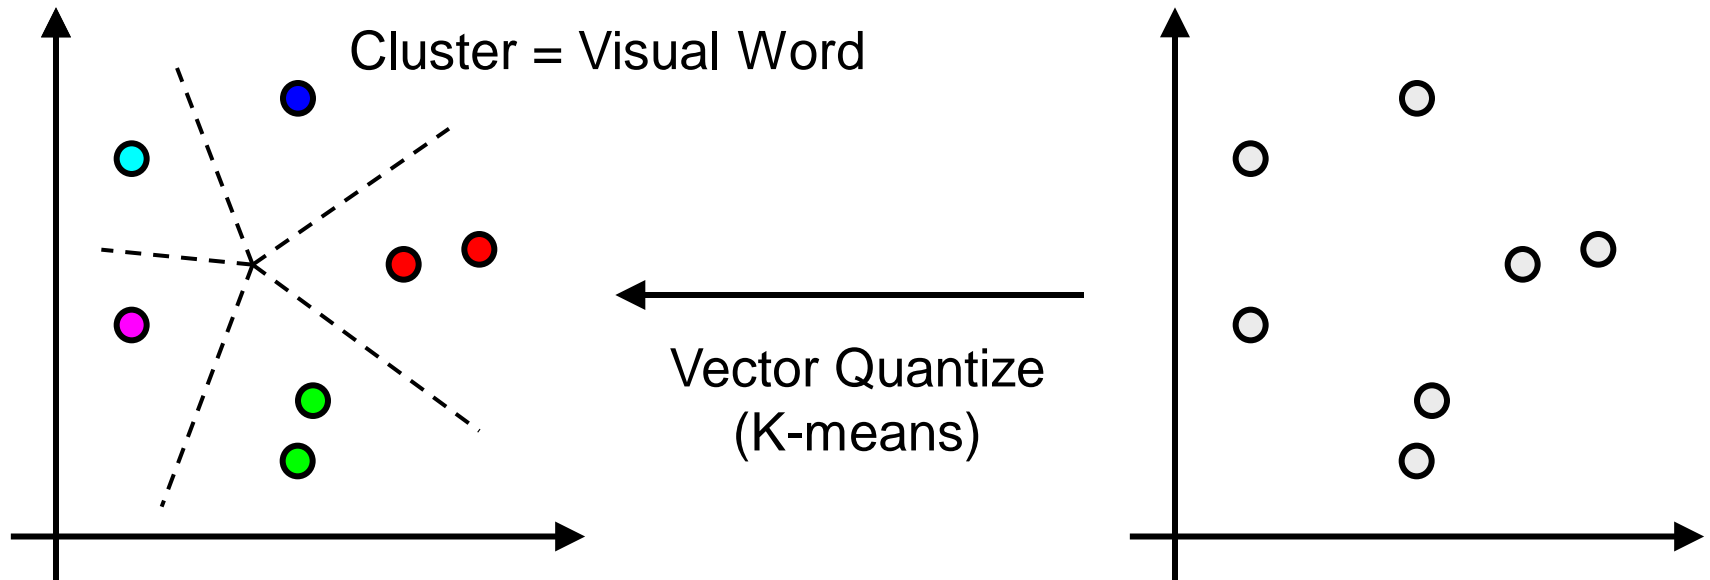 Cluster = Visual Word
Vector Quantize
(K-means)